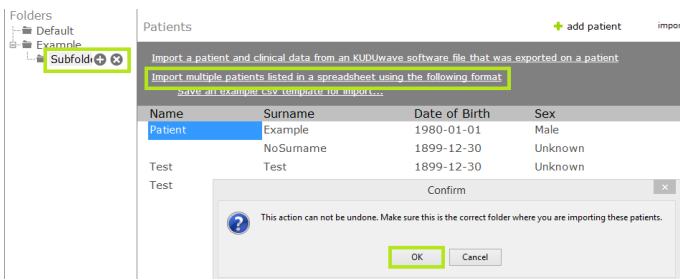 Folders
Default
Example
Subfold
Patients
add patient
impor
Import a patient and clinical data from an KUDUwave software file that was exported on a patient
Import multiple patients listed in a spreadsheet using the following format
Save an example csv template for import...
Name Surname Date of Birth Sex
Patient Example 1980-01-01 Male
NoSurname 1899-12-30 Unknown
Test Test 1899-12-30 Unknown
Test
Confirm
This action can not be undone. Make sure this is the correct folder where you are importing these patients.
OK Cancel